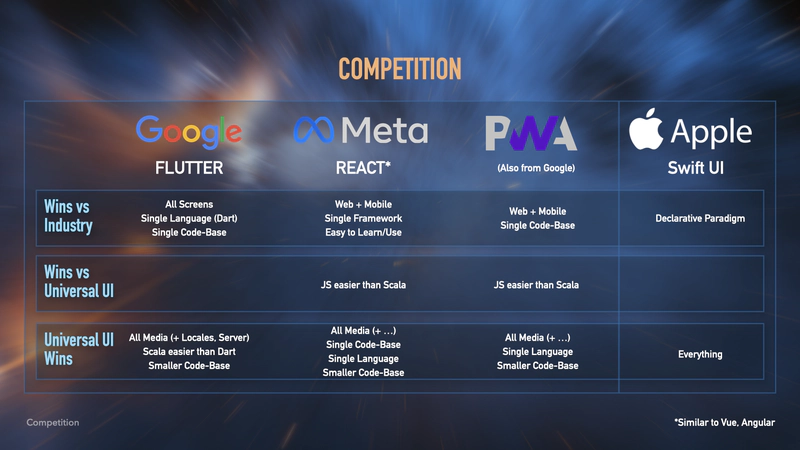 COMPETITION
Google
Meta
PWA
Apple
FLUTTER
REACT*
(Also from Google)
Swift UI
Wins vs
Industry
All Screens
Single Language (Dart)
Single Code-Base
Web + Mobile
Single Framework
Easy to Learn/Use
Web + Mobile
Single Code-Base
Declarative Paradigm
Wins vs
Universal UI
JS easier than Scala
JS easier than Scala
Universal UI
Wins
All Media (+ Locales, Server)
Scala easier than Dart
Smaller Code-Base
All Media (+ …)
Single Code-Base
Single Language
Smaller Code-Base
All Media (+ …)
Single Language
Smaller Code-Base
Everything
Competition
*Similar to Vue, Angular